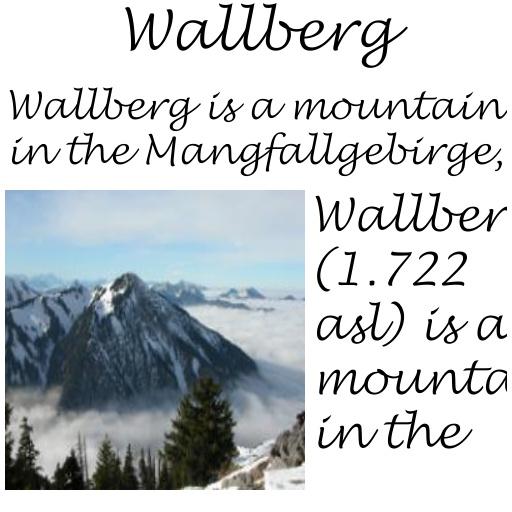 Wallberg
Wallberg is a mountain
in the Mangfallgebirge,
Wallber
(1.722
asl) is a
mounta
in the